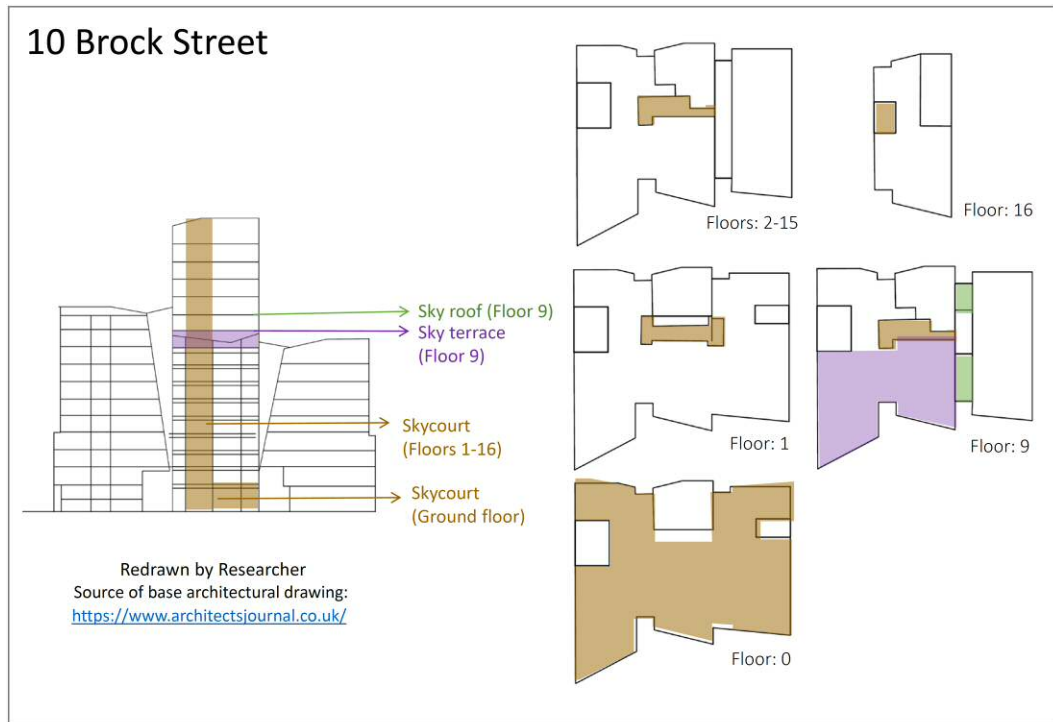 10 Brock Street
Floors: 2-15
Floor: 16
Sky roof (Floor 9)
Sky terrace
(Floor 9)
Skycourt
(Floors 1-16)
Skycourt
(Ground floor)
Floor: 1
Floor: 9
Floor: 0
Redrawn by Researcher
Source of base architectural drawing:
https://www.architectsjournal.co.uk/